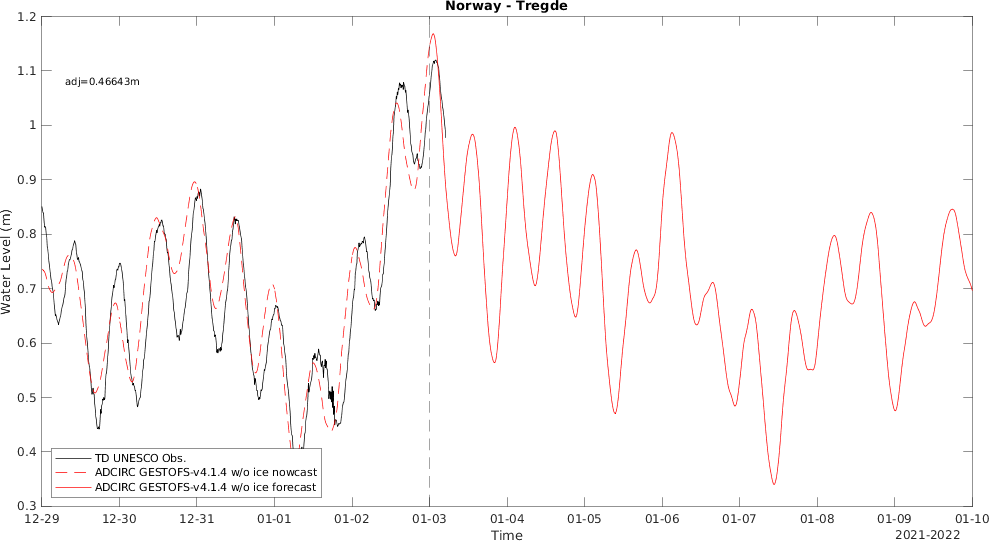 Norway - Tregde
adj=0.46643m
Water Level (m)
1.2
1.1
1
0.9
0.8
0.7
0.6
0.5
0.4
0.3
TD UNESCO Obs.
ADCIRC GESTOFS-v4.1.4 w/o ice nowcast
ADCIRC GESTOFS-v4.1.4 w/o ice forecast
12-29 12-30 12-31 01-01 01-02 01-03 01-04 01-05 01-06 01-07 01-08 01-09 01-10
Time
2021-2022